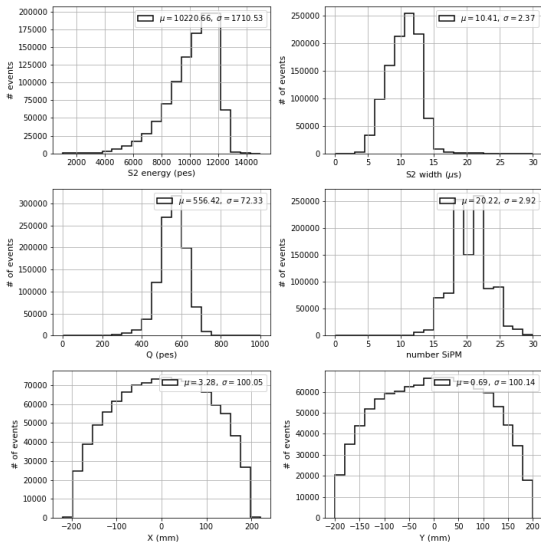 200000
175000
150000
125000
100000
75000
50000
25000
0
# events
μ = 10220.66, σ = 1710.53
2000 4000 6000 8000 10000 12000 14000
S2 energy (pes)
250000
200000
150000
100000
50000
0
# of events
μ = 10.41, σ = 2.37
0 5 10 15 20 25 30
S2 width (μs)
300000
250000
200000
150000
100000
50000
0
# of events
μ = 556.42, σ = 72.33
0 200 400 600 800 1000
Q (pes)
250000
200000
150000
100000
50000
0
# of events
μ = 20.22, σ = 2.92
0 5 10 15 20 25 30
number SiPM
70000
60000
50000
40000
30000
20000
10000
0
# of events
μ = 3.28, σ = 100.05
−200 −100 0 100 200
X (mm)
70000
60000
50000
40000
30000
20000
10000
0
# of events
μ = 0.69, σ = 100.14
−200 −150 −100 −50 0 50 100 150 200
Y (mm)